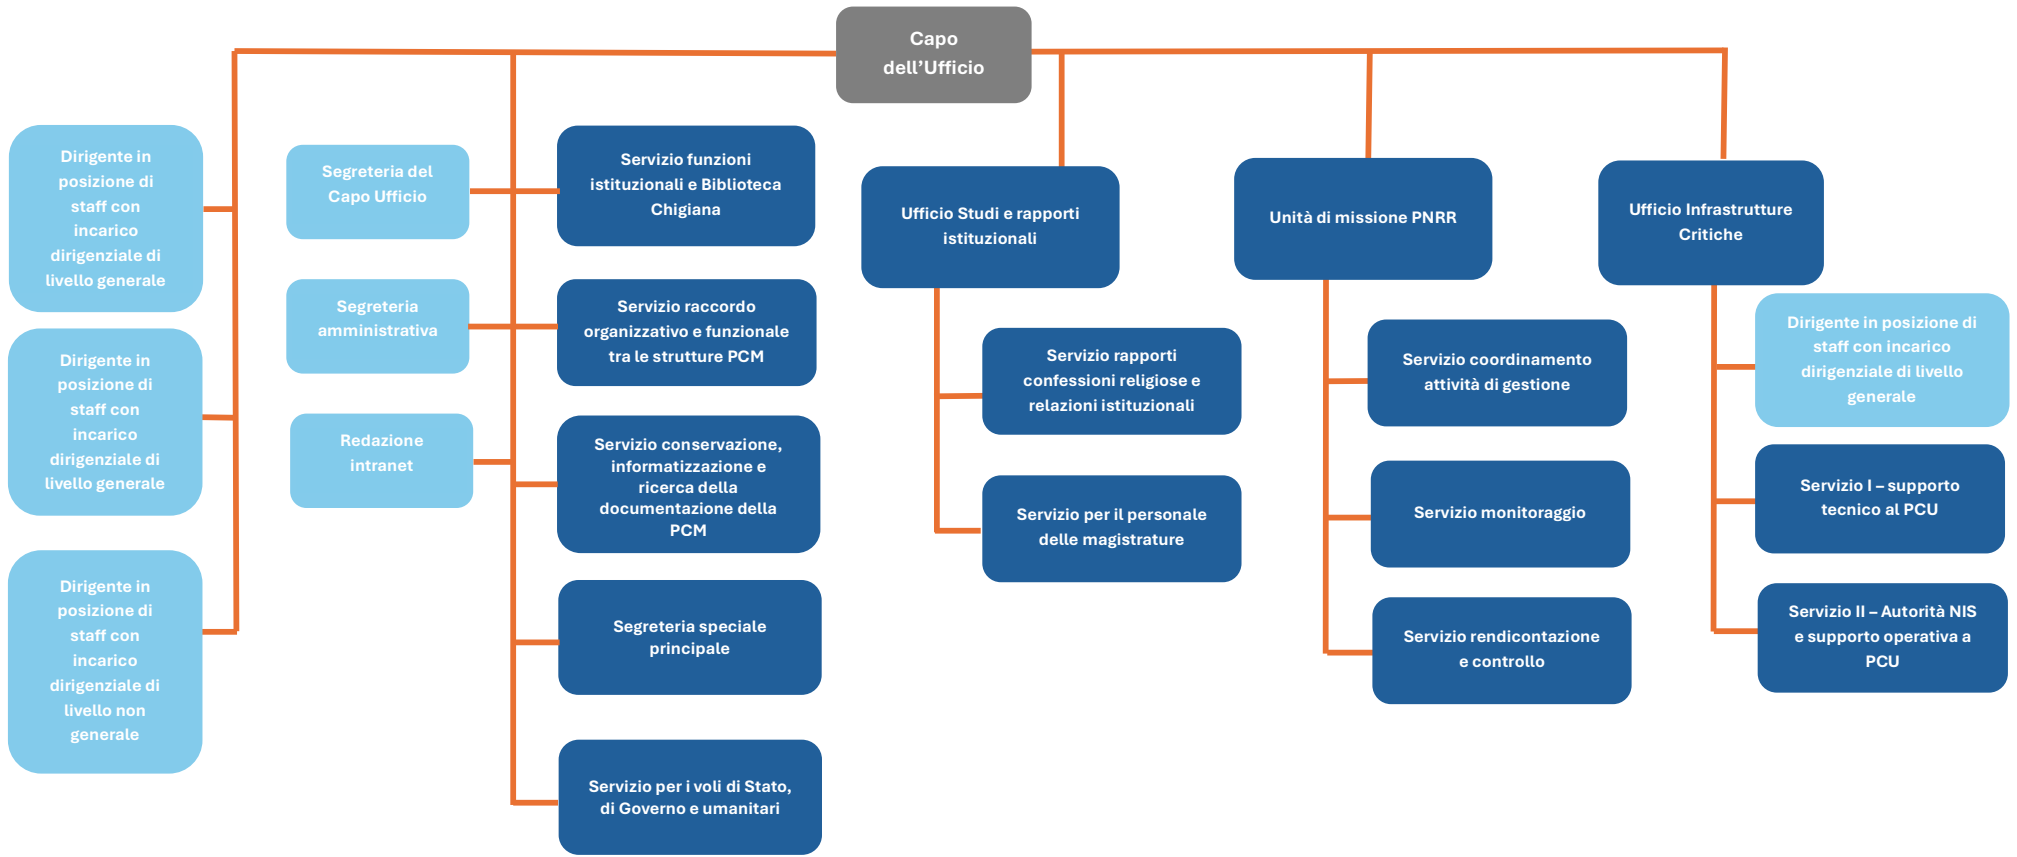 Capo
dell’Ufficio
Dirigente in
posizione di
staff con
incarico
dirigenziale di
livello generale
Dirigente in
posizione di
staff con
incarico
dirigenziale di
livello generale
Dirigente in
posizione di
staff con
incarico
dirigenziale di
livello non
generale
Segreteria del
Capo Ufficio
Segreteria
amministrativa
Redazione
intranet
Servizio funzioni
istituzionali e Biblioteca
Chigiana
Servizio raccordo
organizzativo e funzionale
tra le strutture PCM
Servizio conservazione,
informatizzazione e
ricerca della
documentazione della
PCM
Segreteria speciale
principale
Servizio per i voli di Stato,
di Governo e umanitari
Ufficio Studi e rapporti
istituzionali
Servizio rapporti
confessioni religiose e
relazioni istituzionali
Servizio per il personale
delle magistrature
Unità di missione PNRR
Servizio coordinamento
attività di gestione
Servizio monitoraggio
Servizio rendicontazione
e controllo
Ufficio Infrastrutture
Critiche
Dirigente in posizione di
staff con incarico
dirigenziale di livello
generale
Servizio I – supporto
tecnico al PCU
Servizio II – Autorità NIS
e supporto operativa a
PCU